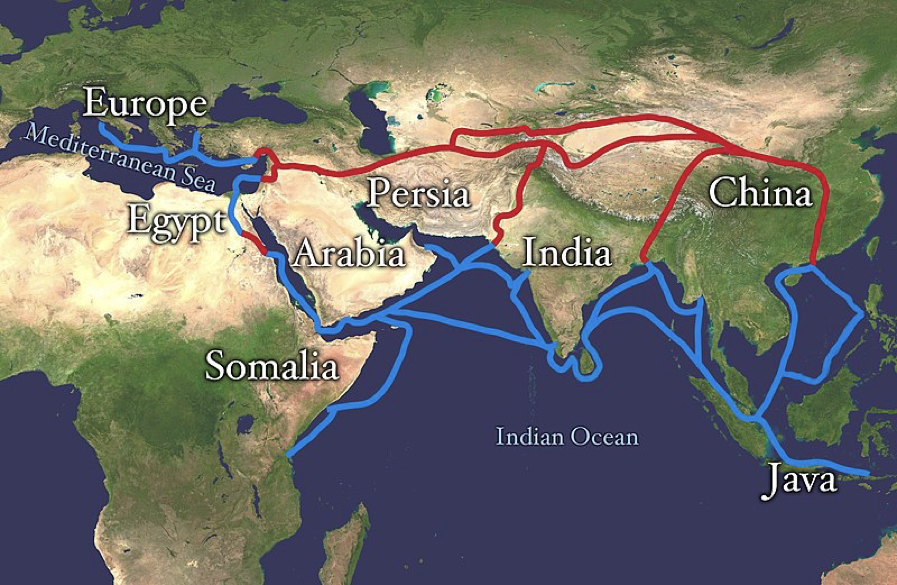 Europe
Mediterranean Sea
Persia
China
Egypt
Arabia
India
Somalia
Indian Ocean
Java